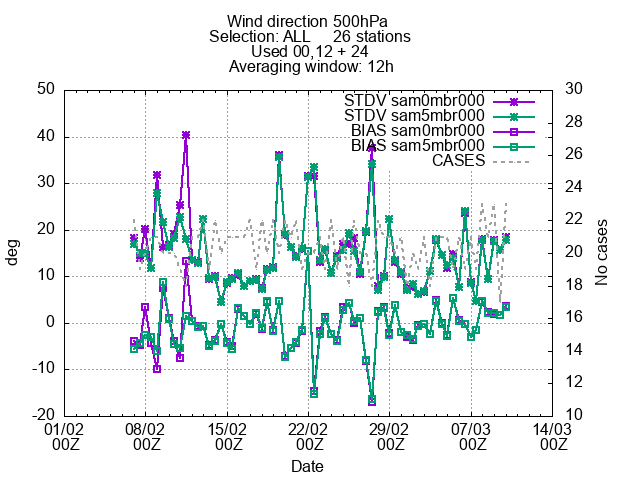 Wind direction 500hPa
Selection: ALL 26 stations
Used 00,12 + 24
Averaging window: 12h
STDV sam0mbr000
STDV sam5mbr000
BIAS sam0mbr000
BIAS sam5mbr000
CASES
50
40
30
20
10
0
-10
-20
deg
30
28
26
24
22
20
18
16
14
12
10
No cases
01/02 08/02 15/02 22/02 29/02 07/03 14/03
00Z 00Z 00Z 00Z 00Z 00Z 00Z
Date